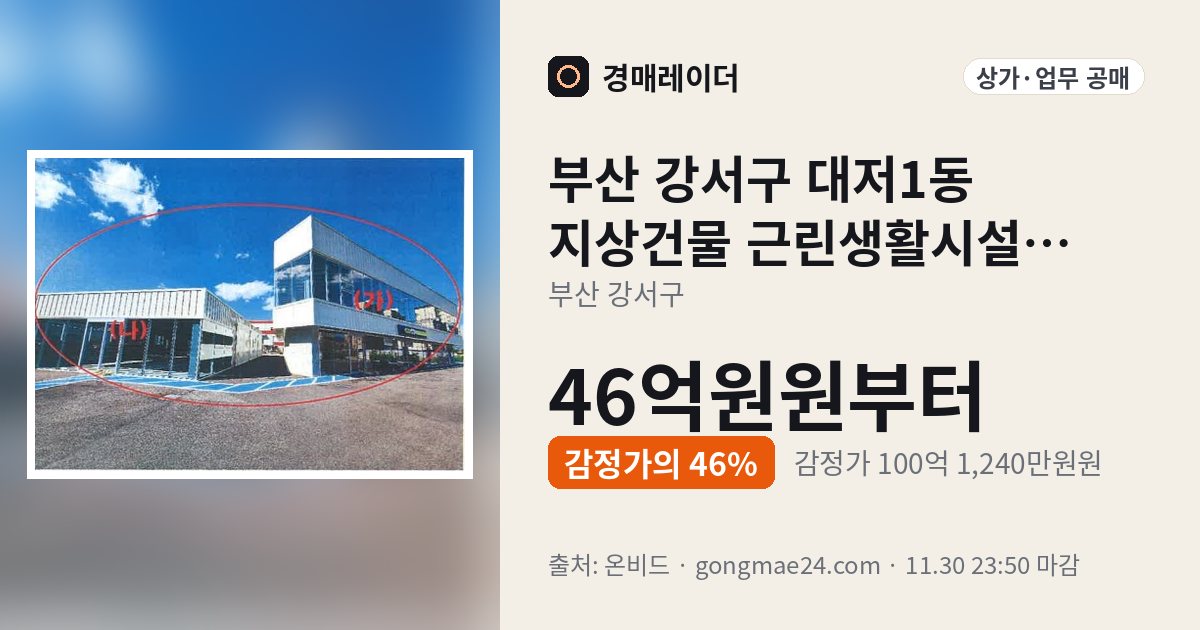 경매레이더
상가·업무 공매
부산 강서구 대저1동
지상건물 근린생활시설…
부산 강서구
46억원원부터
감정가의 46%
감정가 100억 1,240만원원
출처: 온비드 · gongmae24.com · 11.30 23:50 마감
(가)
(나)